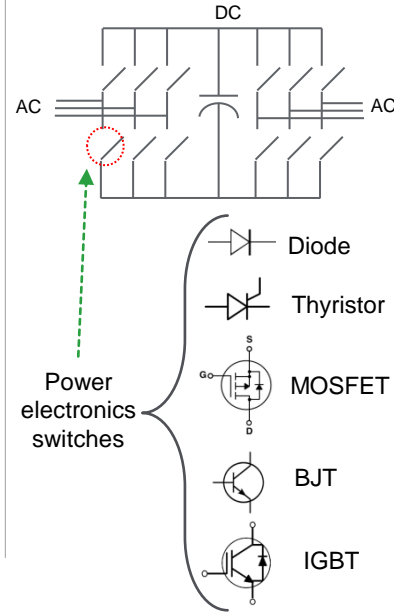 DC
AC
AC
Diode
Thyristor
S
G
MOSFET
D
Power
electronics
switches
BJT
IGBT